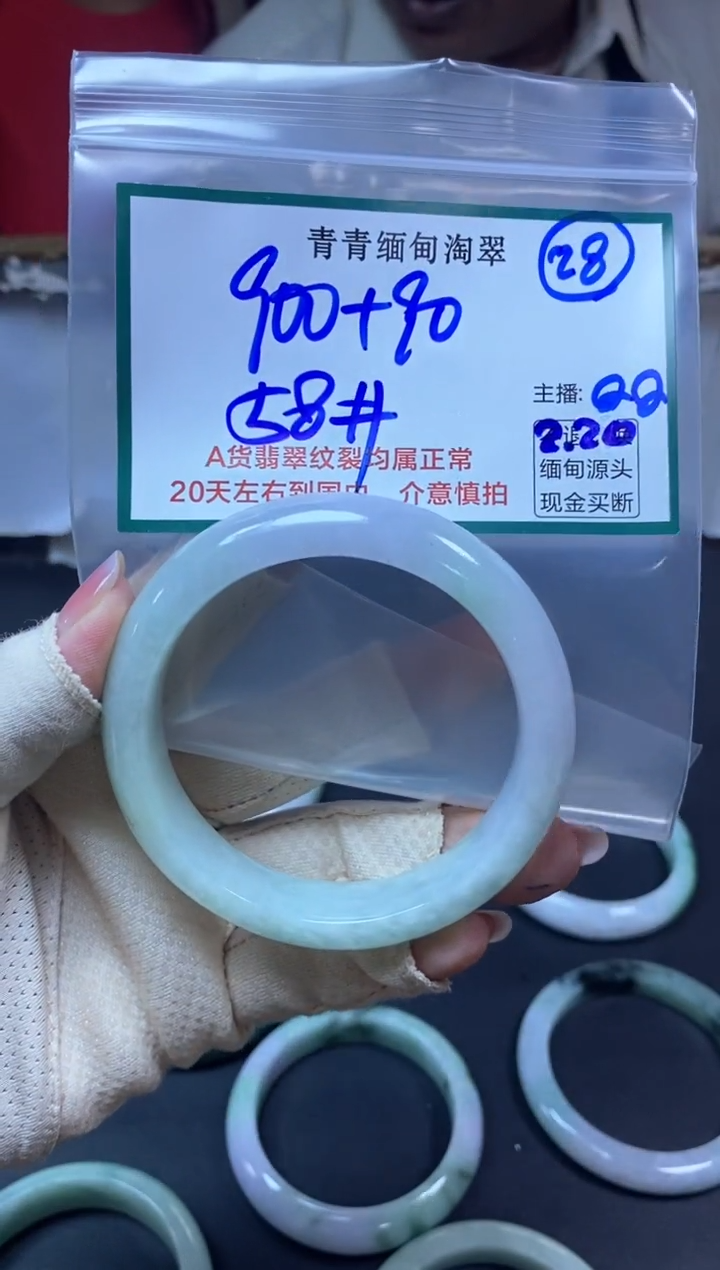 青青缅甸淘翠
28
900+90
58#
主播: 22
2.20
A货翡翠纹裂均属正常
缅甸源头
20天左右到国内 介意慎拍
现金买断